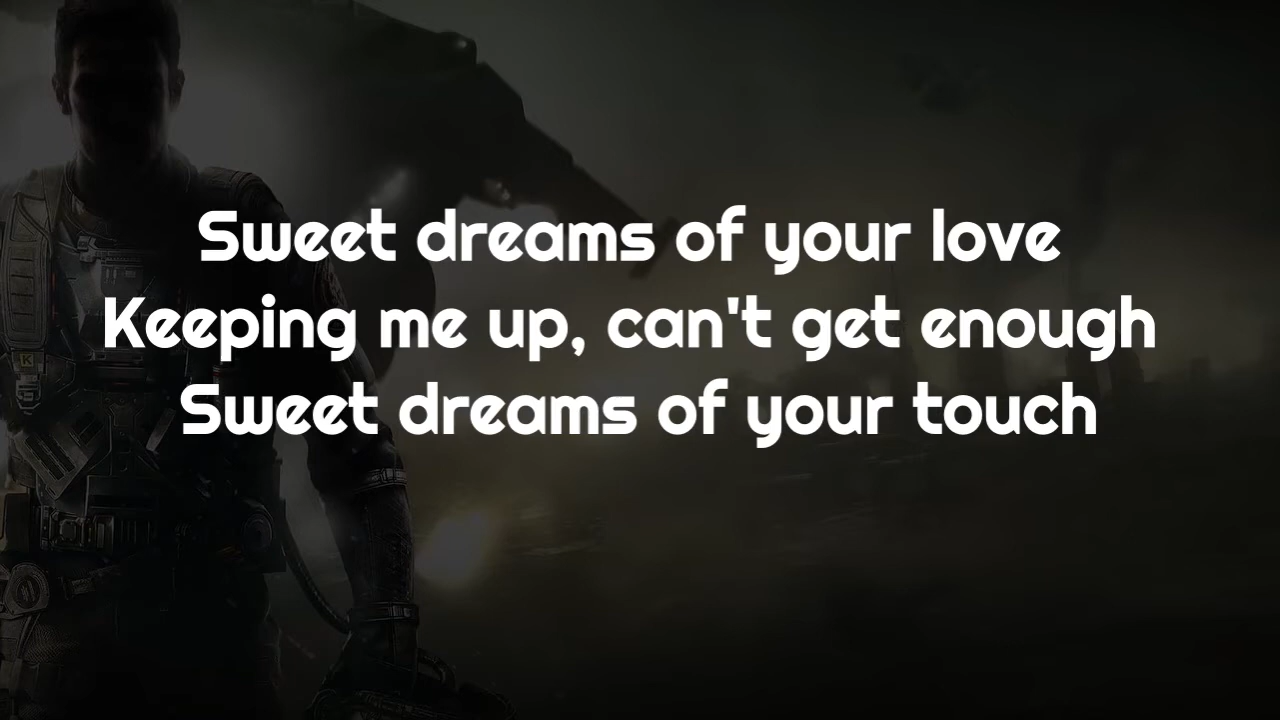 Sweet dreams of your love
Keeping me up, can't get enough
Sweet dreams of your touch
K